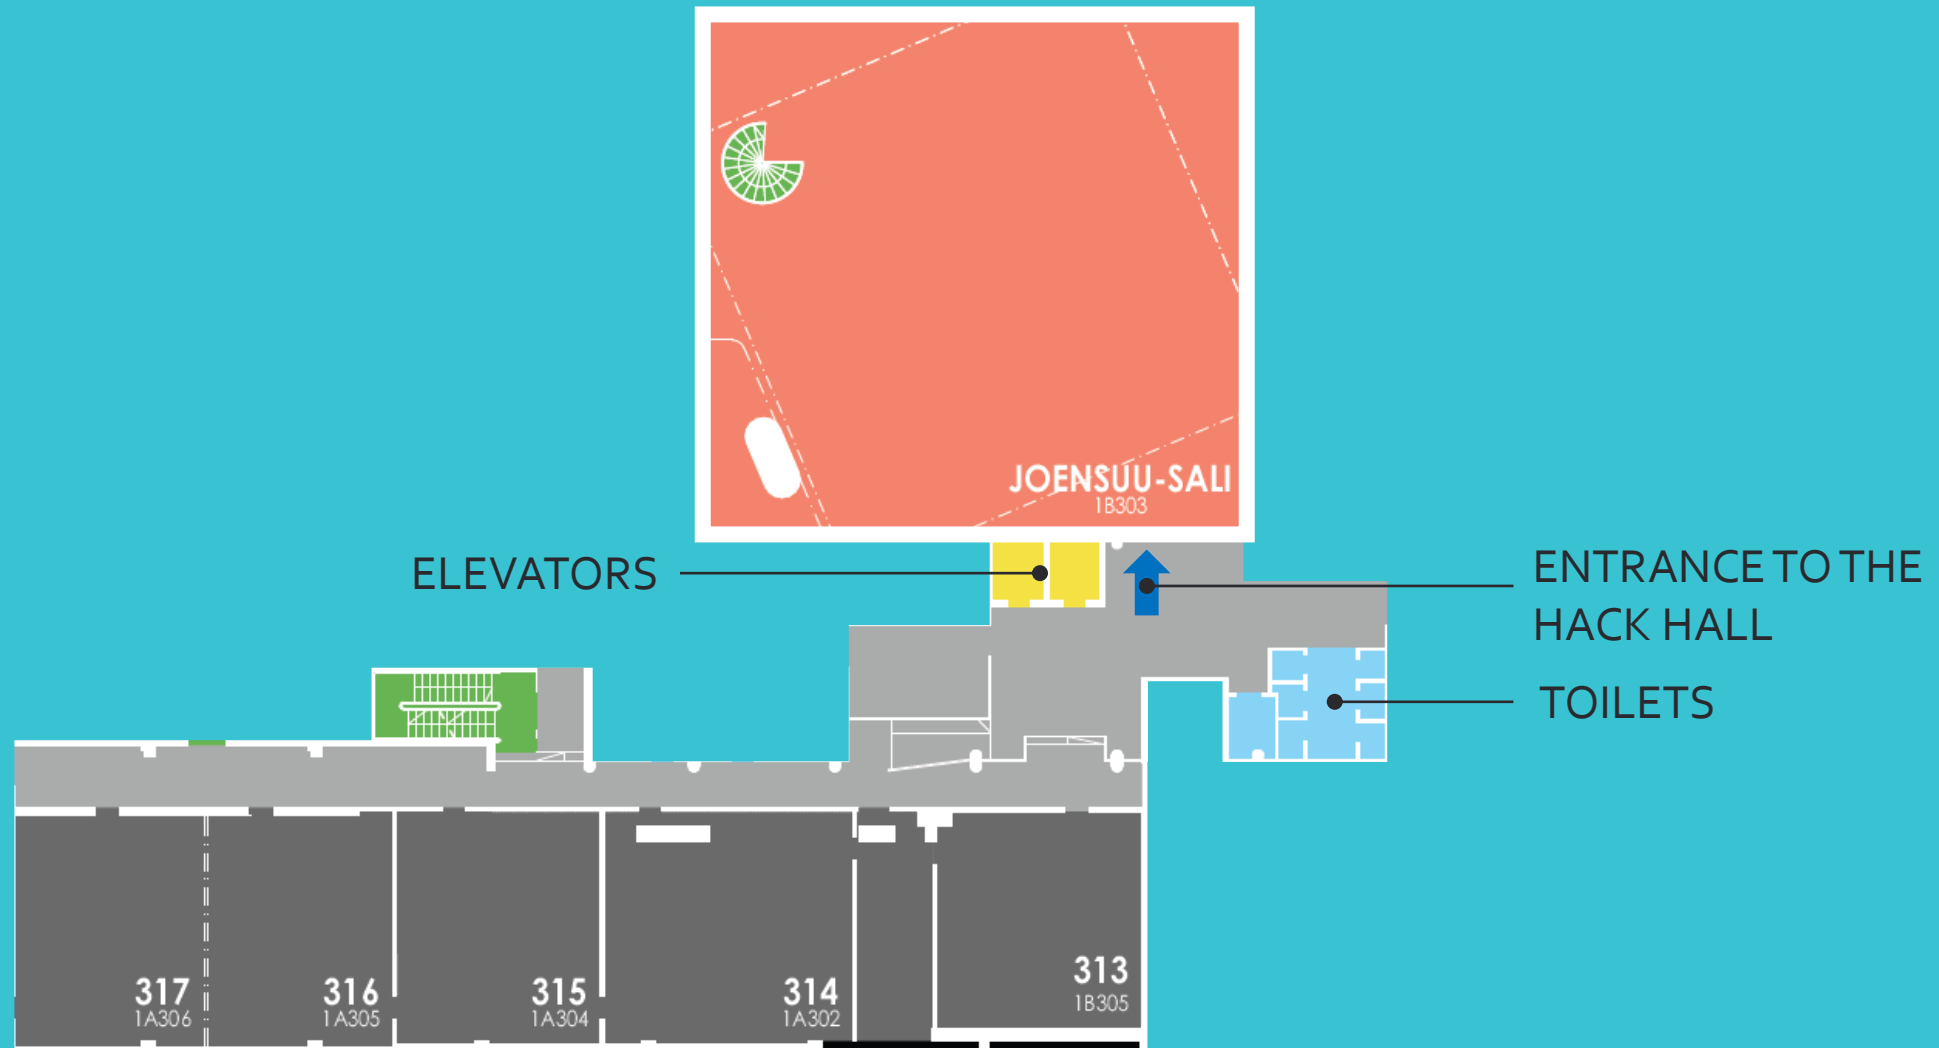 JOENSUU-SALI
1B303
ELEVATORS
ENTRANCE TO THE
HACK HALL
TOILETS
317
1A306
316
1A305
315
1A304
314
1A302
313
1B305